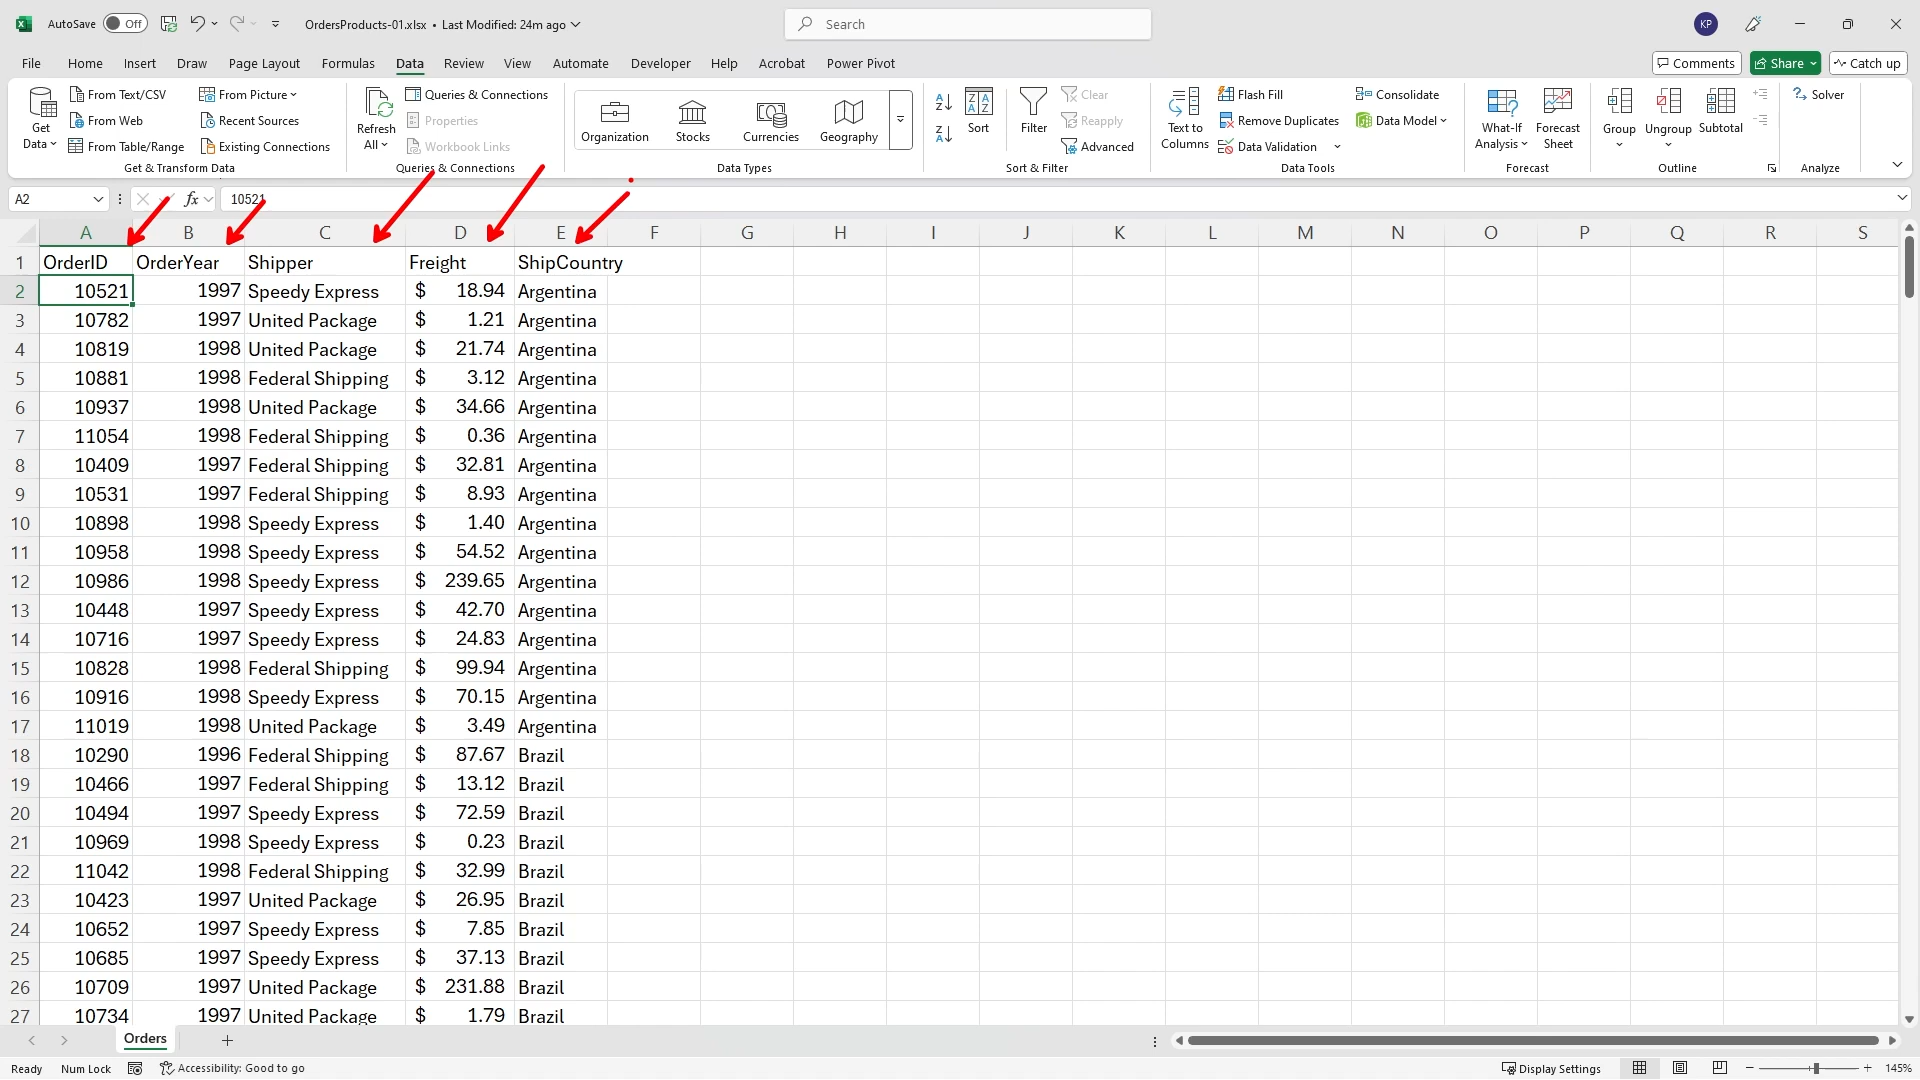 AutoSave Off OrdersProducts-01.xlsx • Last Modified: 24m ago Search KP
File Home Insert Draw Page Layout Formulas Data Review View Automate Developer Help Acrobat Power Pivot Comments Share Catch up
Get Data From Text/CSV From Picture Refresh All Queries & Connections Organization Stocks Currencies Geography Sort Filter Clear Text to Columns Flash Fill Consolidate What-If Analysis Forecast Sheet Group Ungroup Subtotal Solver
From Web Recent Sources Properties Reapply Remove Duplicates Data Model
From Table/Range Existing Connections Workbook Links Advanced Data Validation
Get & Transform Data Queries & Connections Data Types Sort & Filter Data Tools Forecast Outline Analyze
A2 fx 10521
A B C D E F G H I J K L M N O P Q R S
1 OrderID OrderYear Shipper Freight ShipCountry
2 10521 1997 Speedy Express $ 18.94 Argentina
3 10782 1997 United Package $ 1.21 Argentina
4 10819 1998 United Package $ 21.74 Argentina
5 10881 1998 Federal Shipping $ 3.12 Argentina
6 10937 1998 United Package $ 34.66 Argentina
7 11054 1998 Federal Shipping $ 0.36 Argentina
8 10409 1997 Federal Shipping $ 32.81 Argentina
9 10531 1997 Federal Shipping $ 8.93 Argentina
10 10898 1998 Speedy Express $ 1.40 Argentina
11 10958 1998 Speedy Express $ 54.52 Argentina
12 10986 1998 Speedy Express $ 239.65 Argentina
13 10448 1997 Speedy Express $ 42.70 Argentina
14 10716 1997 Speedy Express $ 24.83 Argentina
15 10828 1998 Federal Shipping $ 99.94 Argentina
16 10916 1998 Speedy Express $ 70.15 Argentina
17 11019 1998 United Package $ 3.49 Argentina
18 10290 1996 Federal Shipping $ 87.67 Brazil
19 10466 1997 Federal Shipping $ 13.12 Brazil
20 10494 1997 Speedy Express $ 72.59 Brazil
21 10969 1998 Speedy Express $ 0.23 Brazil
22 11042 1998 Federal Shipping $ 32.99 Brazil
23 10423 1997 United Package $ 26.95 Brazil
24 10652 1997 Speedy Express $ 7.85 Brazil
25 10685 1997 Speedy Express $ 37.13 Brazil
26 10709 1997 United Package $ 231.88 Brazil
27 10734 1997 United Package $ 1.79 Brazil
Orders
Ready Num Lock Accessibility: Good to go Display Settings 145%